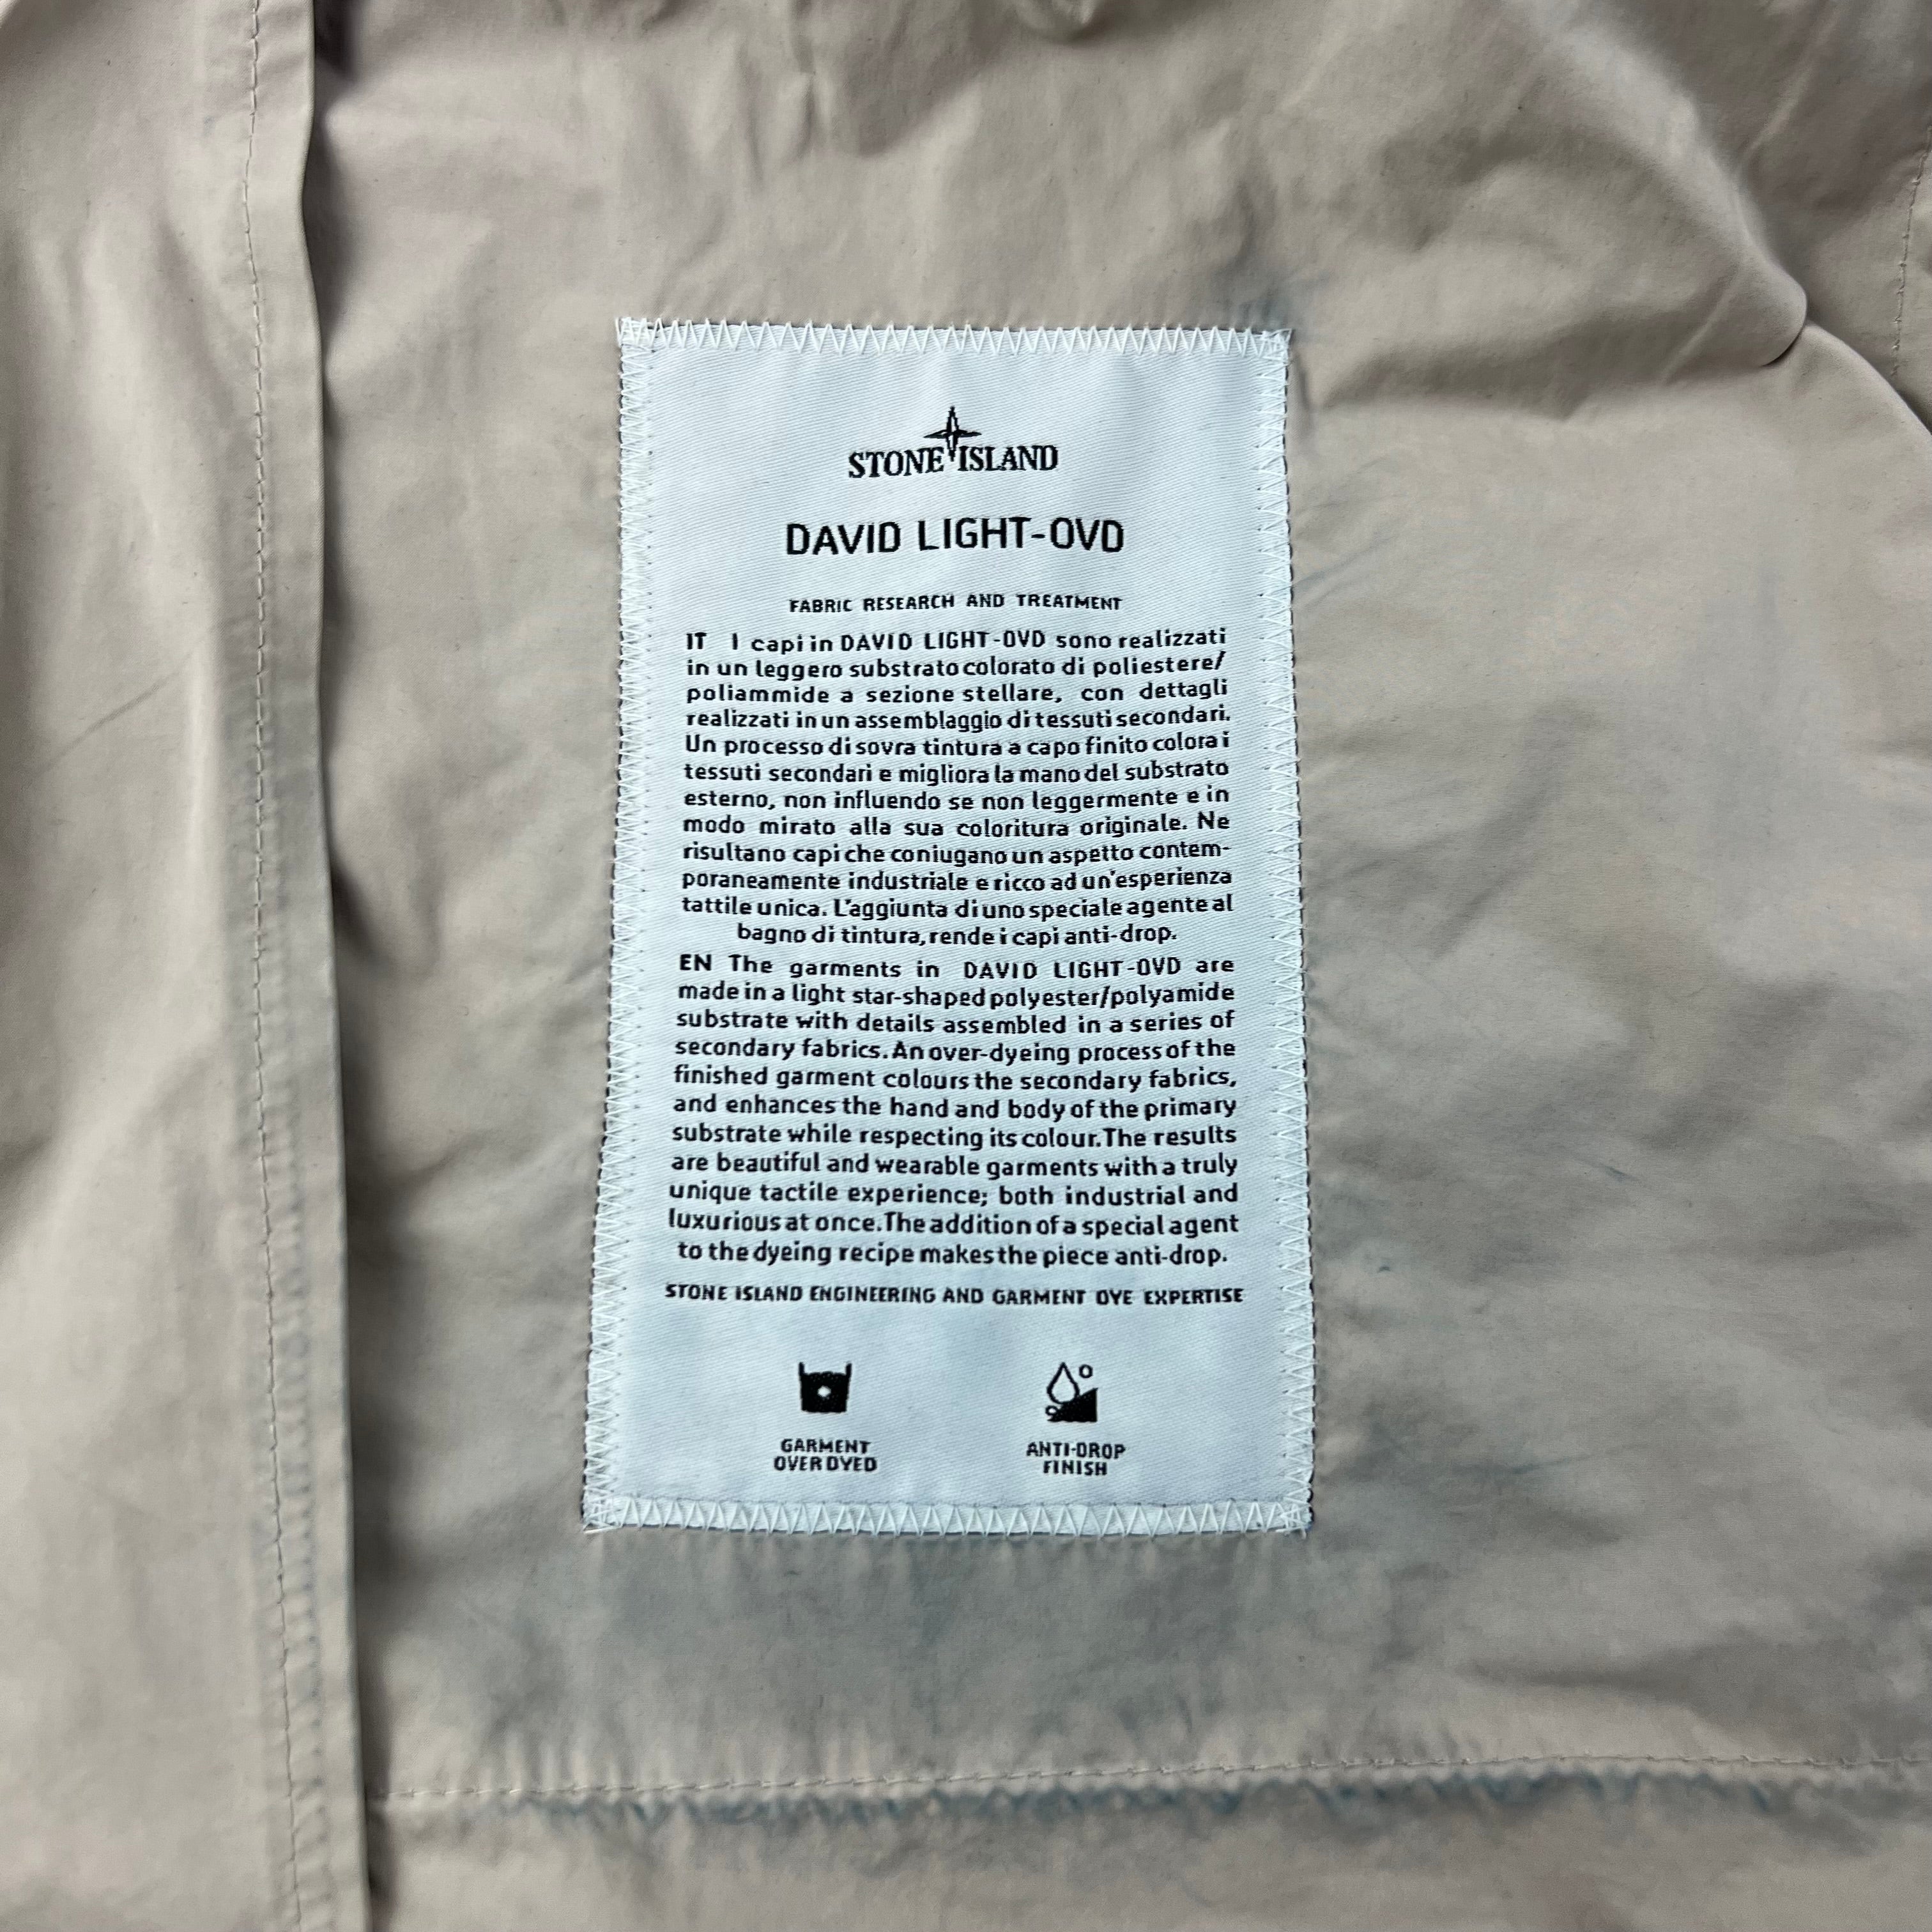 STONE ISLAND
DAVID LIGHT-OVD
FABRIC RESEARCH AND TREATMENT
IT I capi in DAVID LIGHT-OVD sono realizzati
in un leggero substrato colorato di poliestere/
poliammide a sezione stellare, con dettagli
realizzati in un assemblaggio di tessuti secondari.
Un processo di sovra tintura a capo finito colora i
tessuti secondari e migliora la mano del substrato
esterno, non influendo se non leggermente e in
modo mirato alla sua coloritura originale. Ne
risultano capi che coniugano un aspetto contem-
poraneamente industriale e ricco ad un'esperienza
tattile unica. L'aggiunta di uno speciale agente al
bagno di tintura, rende i capi anti-drop.
EN The garments in DAVID LIGHT-OVD are
made in a light star-shaped polyester/polyamide
substrate with details assembled in a series of
secondary fabrics. An over-dyeing process of the
finished garment colours the secondary fabrics,
and enhances the hand and body of the primary
substrate while respecting its colour. The results
are beautiful and wearable garments with a truly
unique tactile experience; both industrial and
luxurious at once. The addition of a special agent
to the dyeing recipe makes the piece anti-drop.
STONE ISLAND ENGINEERING AND GARMENT DYE EXPERTISE
GARMENT
OVER DYED
ANTI-DROP
FINISH